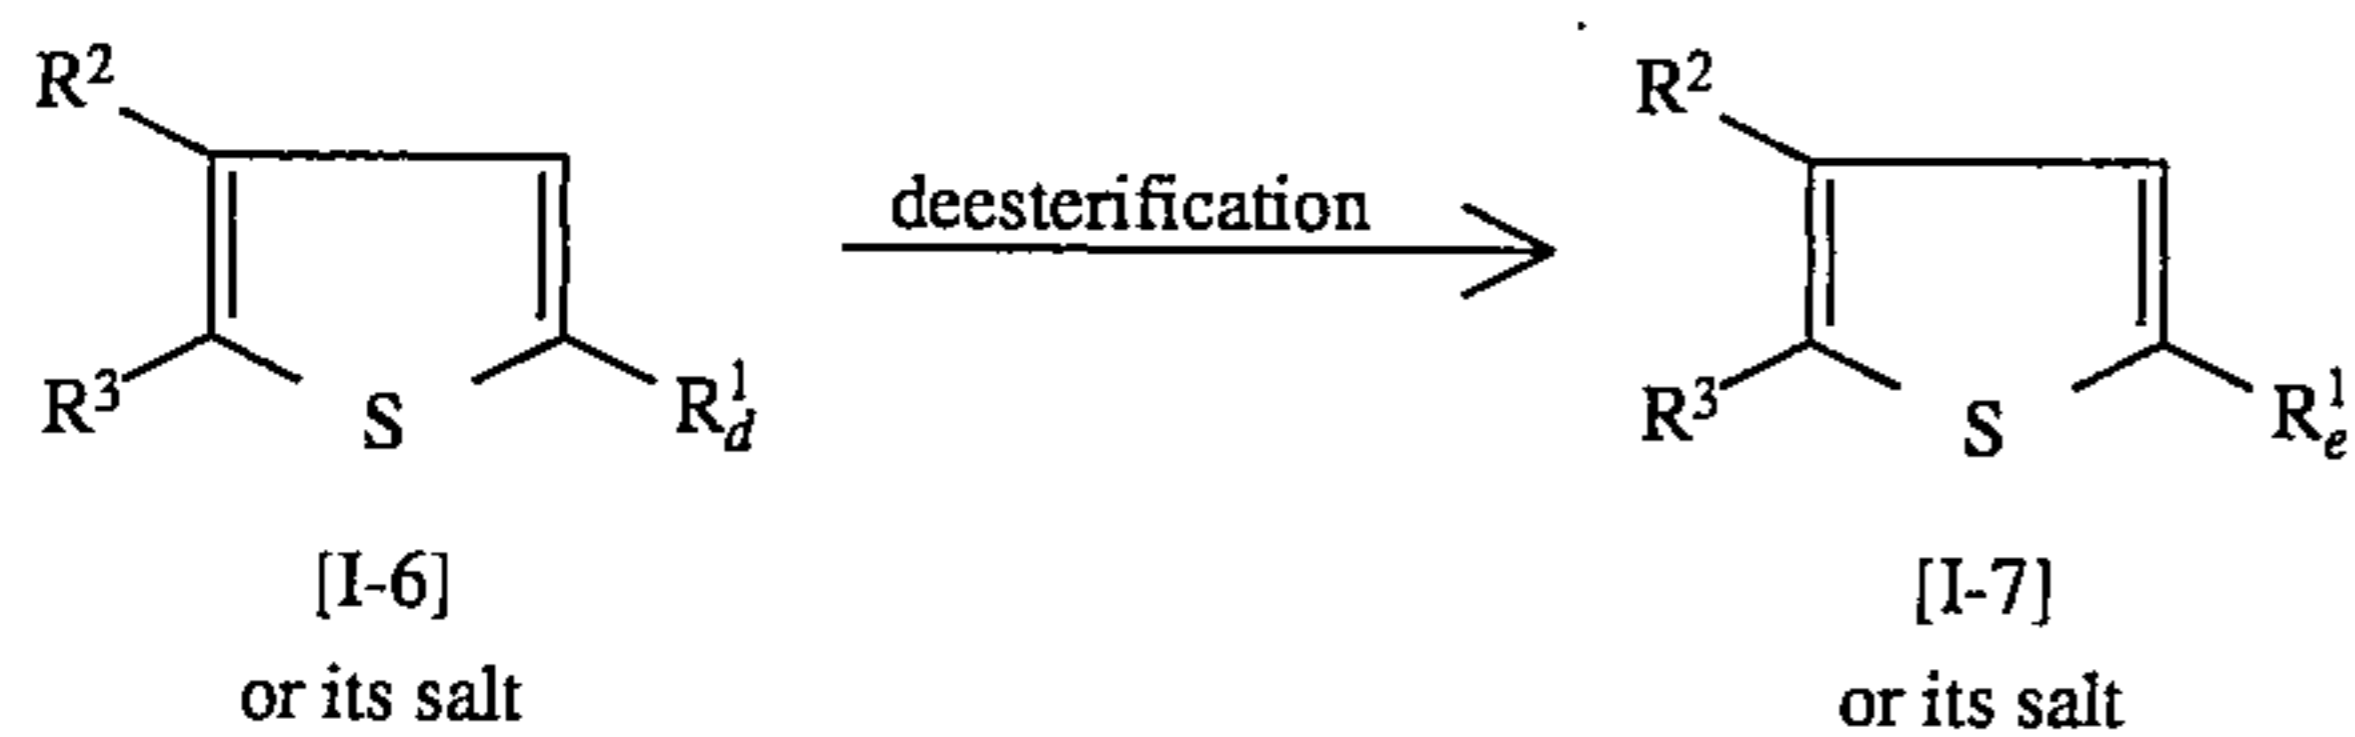 R² R²
deesterification
R³ S R¹d R³ S R¹e
[I-6] [I-7]
or its salt or its salt